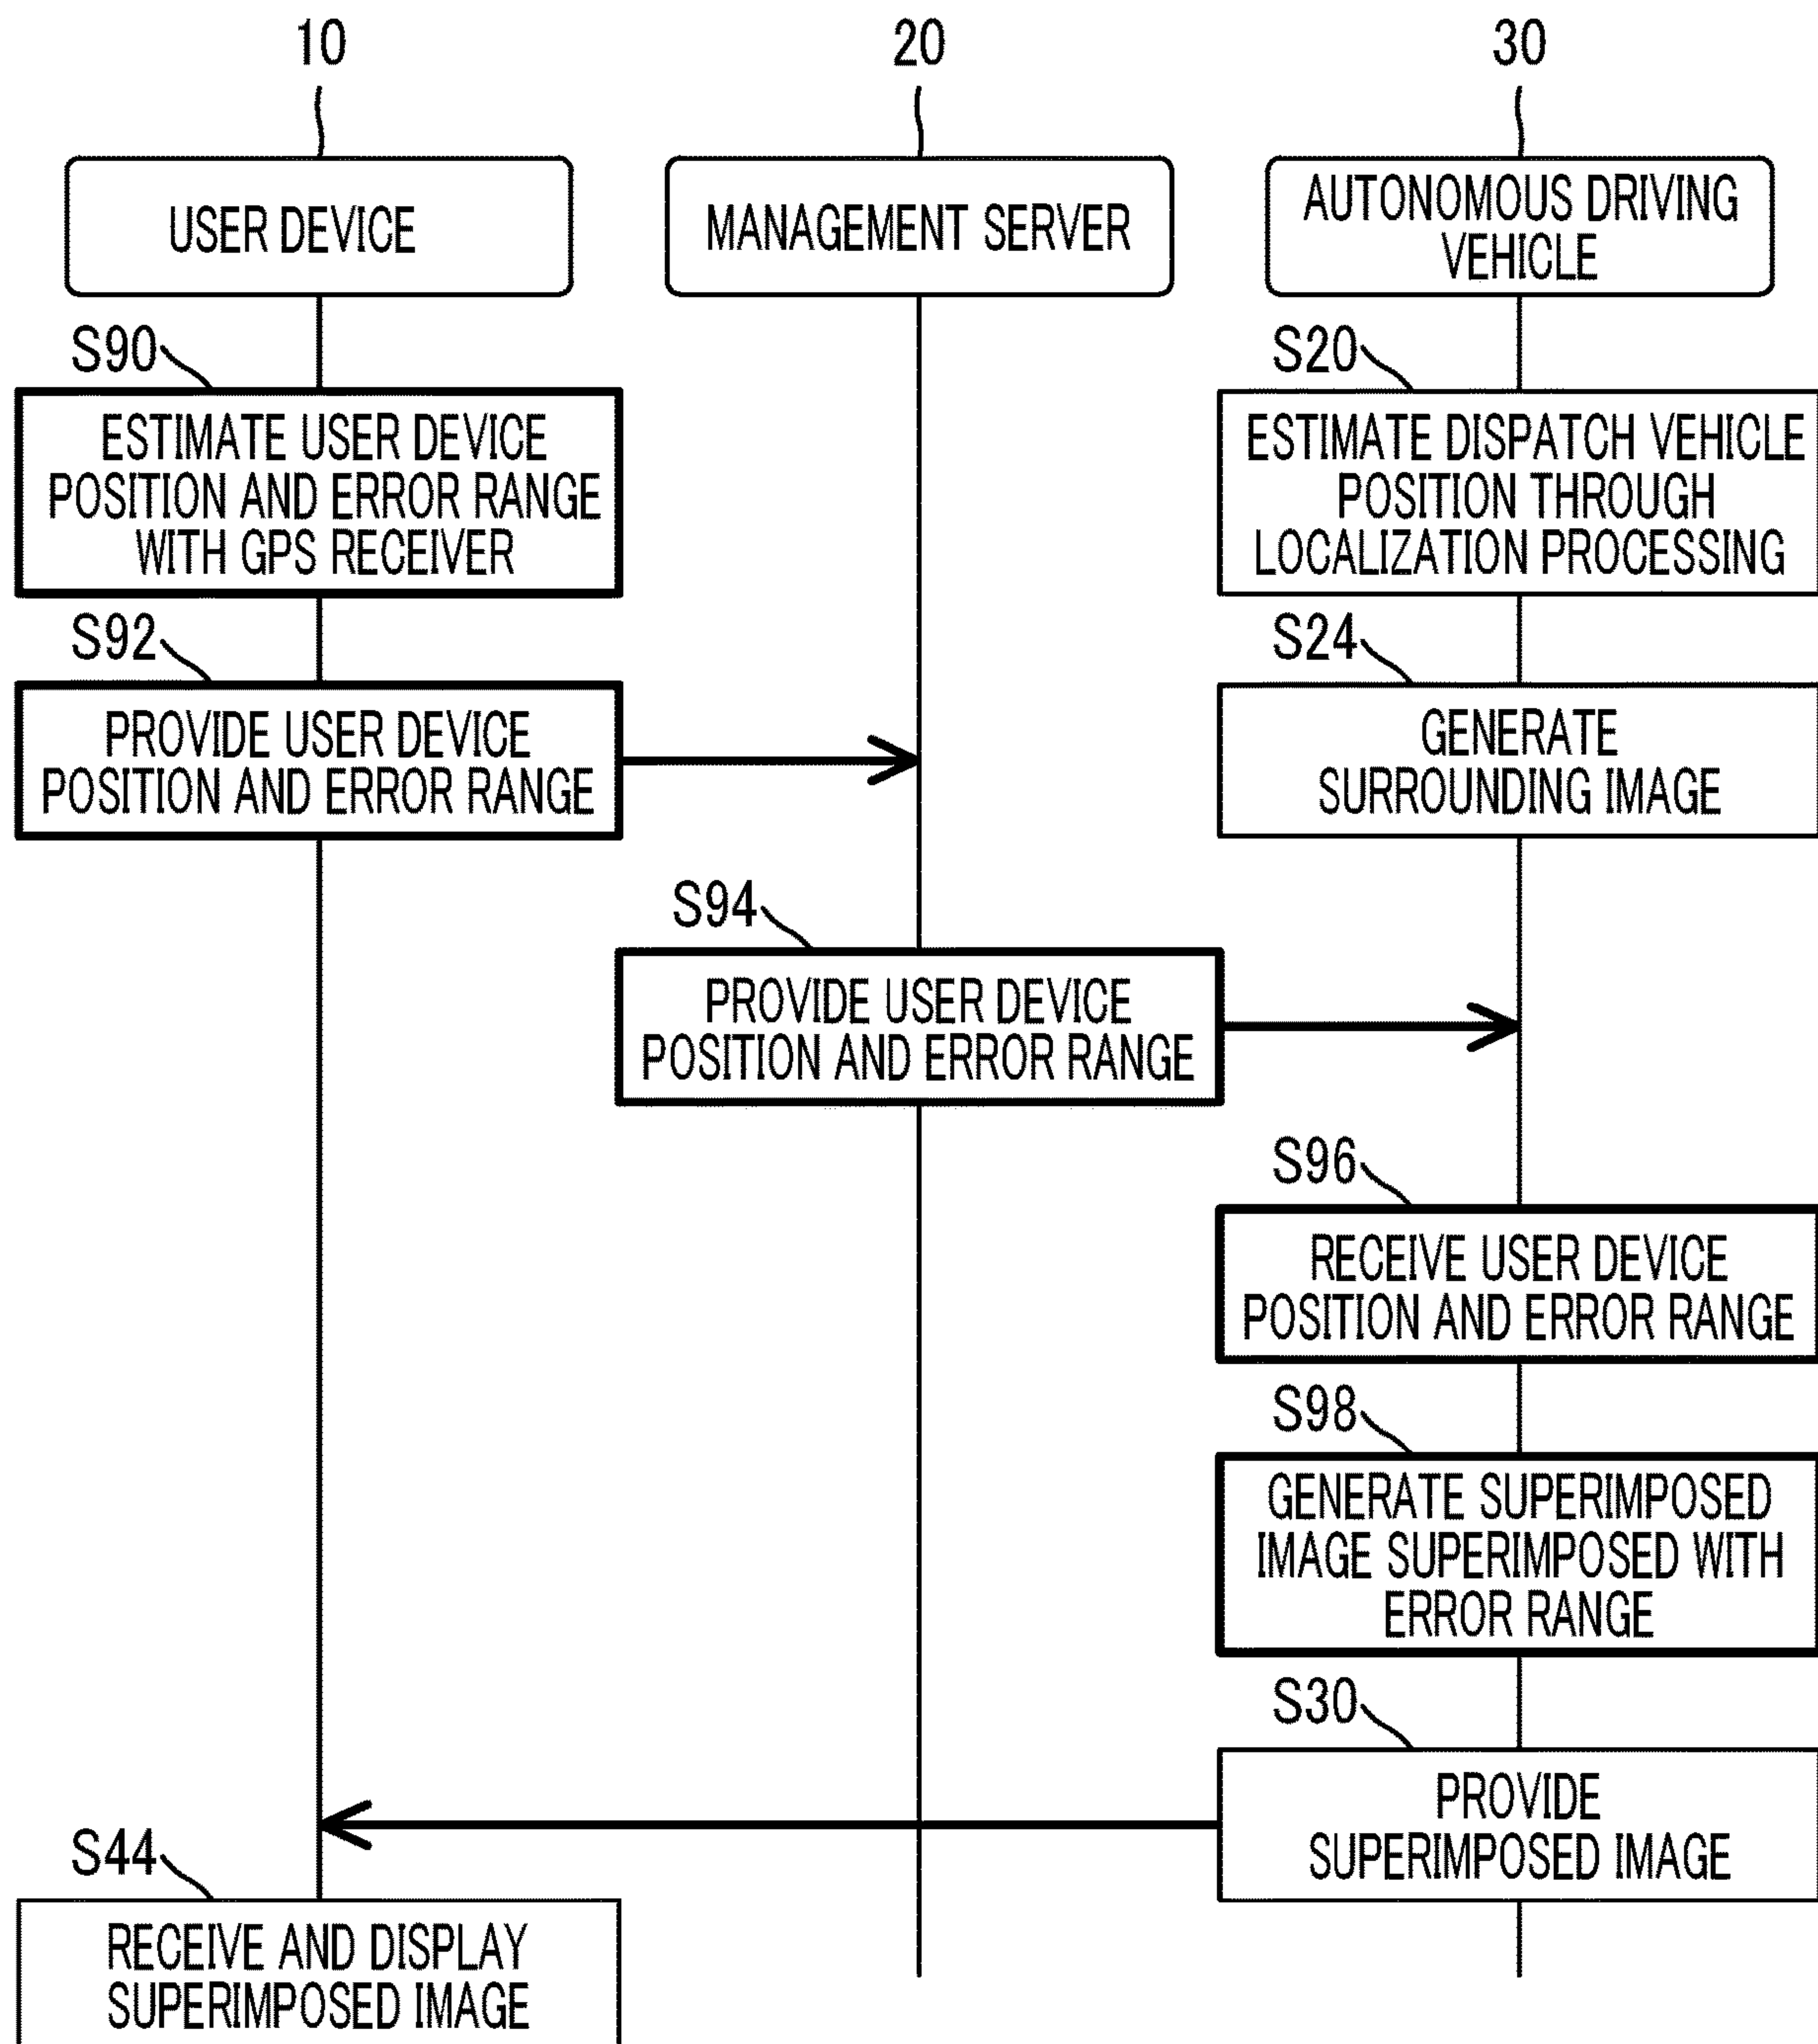 10
20
30
USER DEVICE
MANAGEMENT SERVER
AUTONOMOUS DRIVING
VEHICLE
S90
ESTIMATE USER DEVICE
POSITION AND ERROR RANGE
WITH GPS RECEIVER
S20
ESTIMATE DISPATCH VEHICLE
POSITION THROUGH
LOCALIZATION PROCESSING
S92
PROVIDE USER DEVICE
POSITION AND ERROR RANGE
S24
GENERATE
SURROUNDING IMAGE
S94
PROVIDE USER DEVICE
POSITION AND ERROR RANGE
S96
RECEIVE USER DEVICE
POSITION AND ERROR RANGE
S98
GENERATE SUPERIMPOSED
IMAGE SUPERIMPOSED WITH
ERROR RANGE
S30
PROVIDE
SUPERIMPOSED IMAGE
S44
RECEIVE AND DISPLAY
SUPERIMPOSED IMAGE